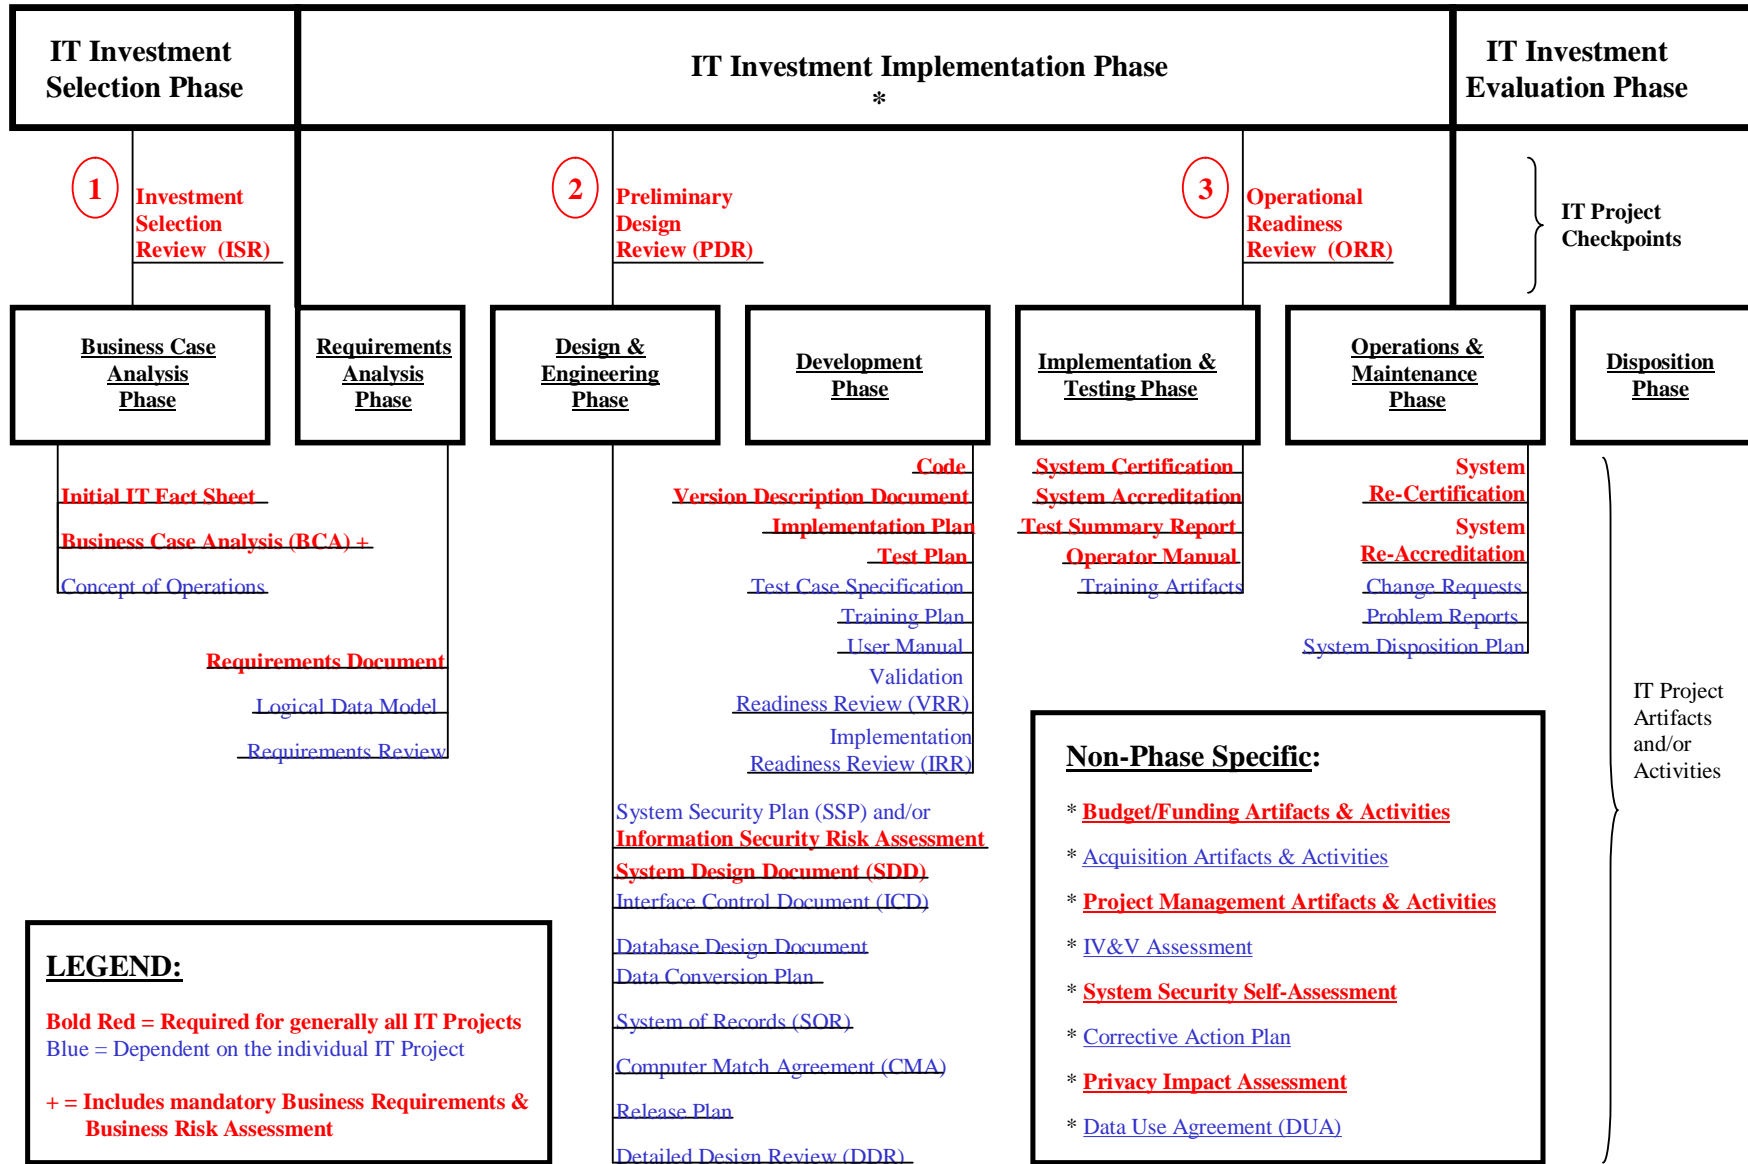 IT Investment
Selection Phase
IT Investment Implementation Phase
*
IT Investment
Evaluation Phase
1
Investment
Selection
Review (ISR)
2
Preliminary
Design
Review (PDR)
3
Operational
Readiness
Review (ORR)
IT Project
Checkpoints
Business Case
Analysis
Phase
Requirements
Analysis
Phase
Design &
Engineering
Phase
Development
Phase
Implementation &
Testing Phase
Operations &
Maintenance
Phase
Disposition
Phase
Initial IT Fact Sheet
Business Case Analysis (BCA) +
Concept of Operations
Requirements Document
Logical Data Model
Requirements Review
Code
Version Description Document
Implementation Plan
Test Plan
Test Case Specification
Training Plan
User Manual
Validation
Readiness Review (VRR)
Implementation
Readiness Review (IRR)
System Security Plan (SSP) and/or
Information Security Risk Assessment
System Design Document (SDD)
Interface Control Document (ICD)
Database Design Document
Data Conversion Plan
System of Records (SOR)
Computer Match Agreement (CMA)
Release Plan
Detailed Design Review (DDR)
System Certification
System Accreditation
Test Summary Report
Operator Manual
Training Artifacts
System
Re-Certification
System
Re-Accreditation
Change Requests
Problem Reports
System Disposition Plan
IT Project
Artifacts
and/or
Activities
Non-Phase Specific:
* Budget/Funding Artifacts & Activities
* Acquisition Artifacts & Activities
* Project Management Artifacts & Activities
* IV&V Assessment
* System Security Self-Assessment
* Corrective Action Plan
* Privacy Impact Assessment
* Data Use Agreement (DUA)
LEGEND:
Bold Red = Required for generally all IT Projects
Blue = Dependent on the individual IT Project
+ = Includes mandatory Business Requirements &
Business Risk Assessment